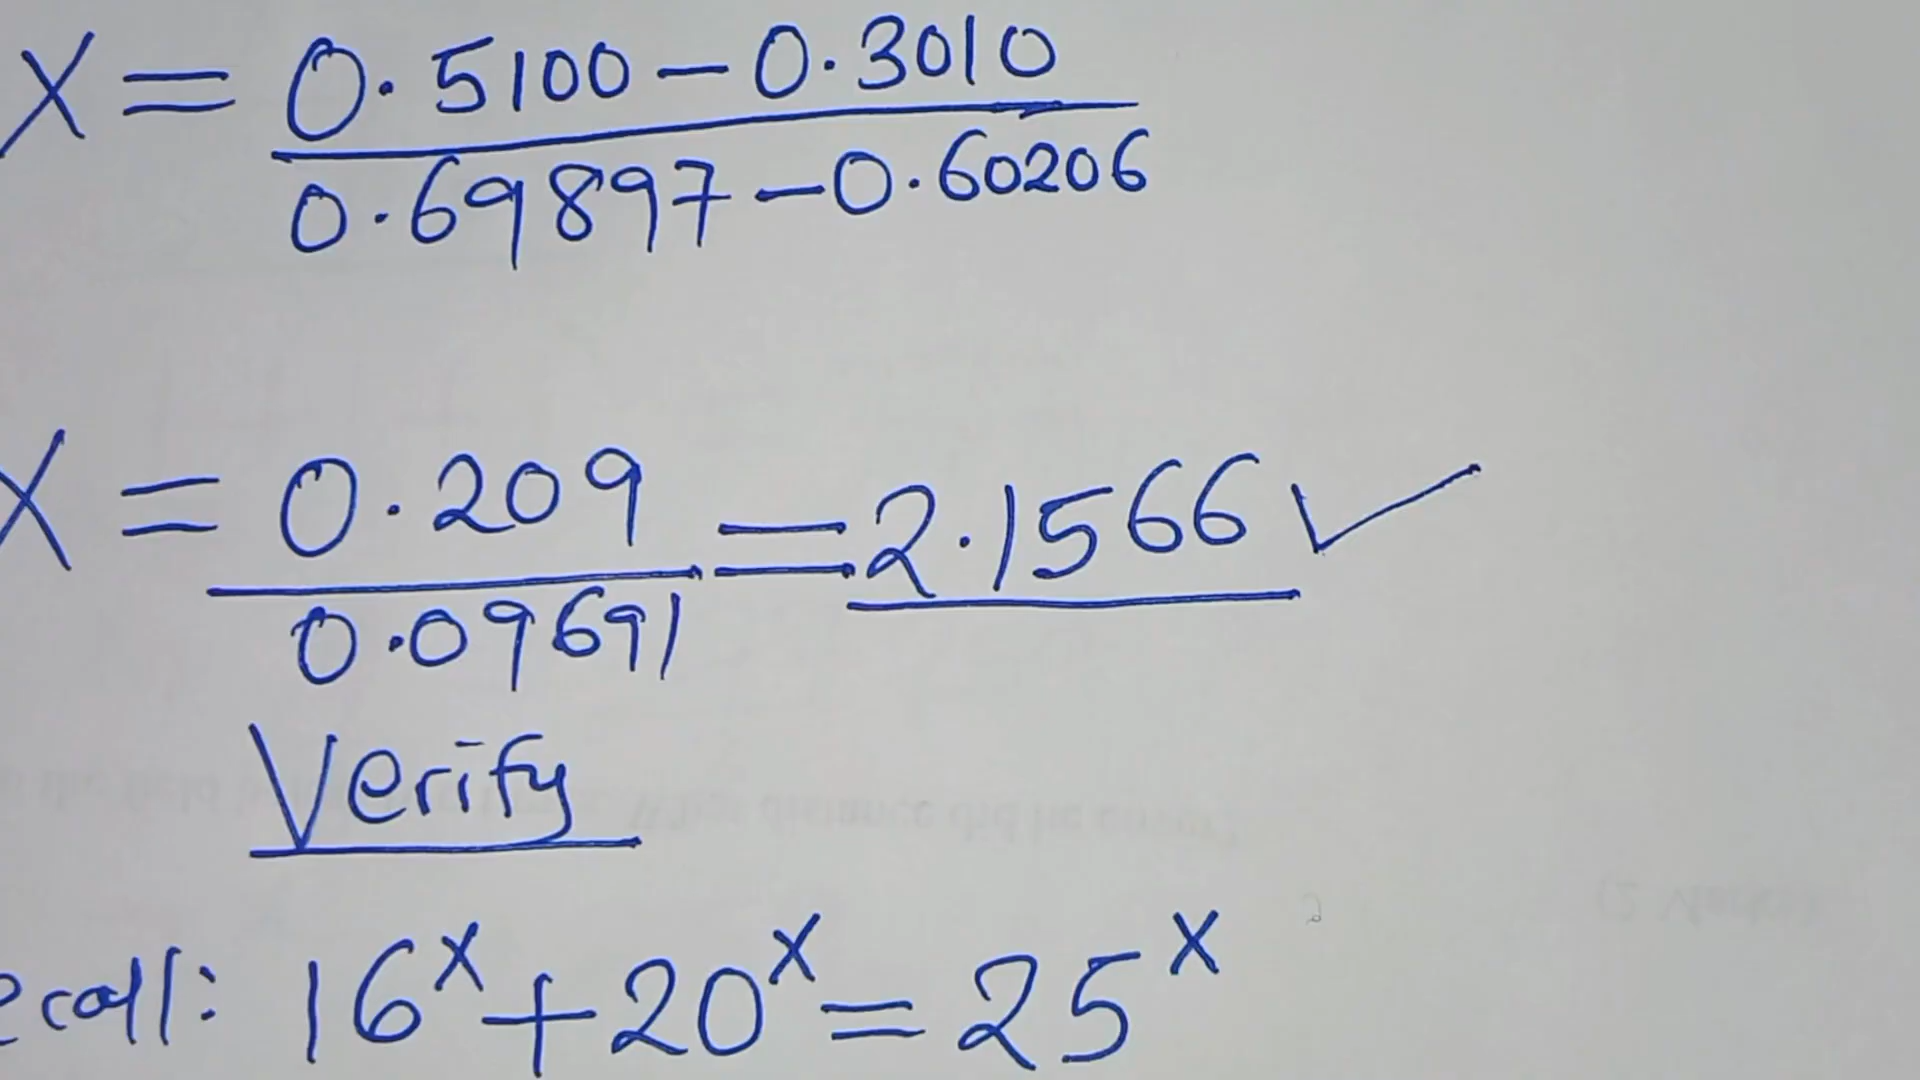 X = 0.5100 - 0.3010
0.69897 - 0.60206
X = 0.209 = 2.1566 ✓
0.09691
Verify
ecall: 16^x + 20^x = 25^x